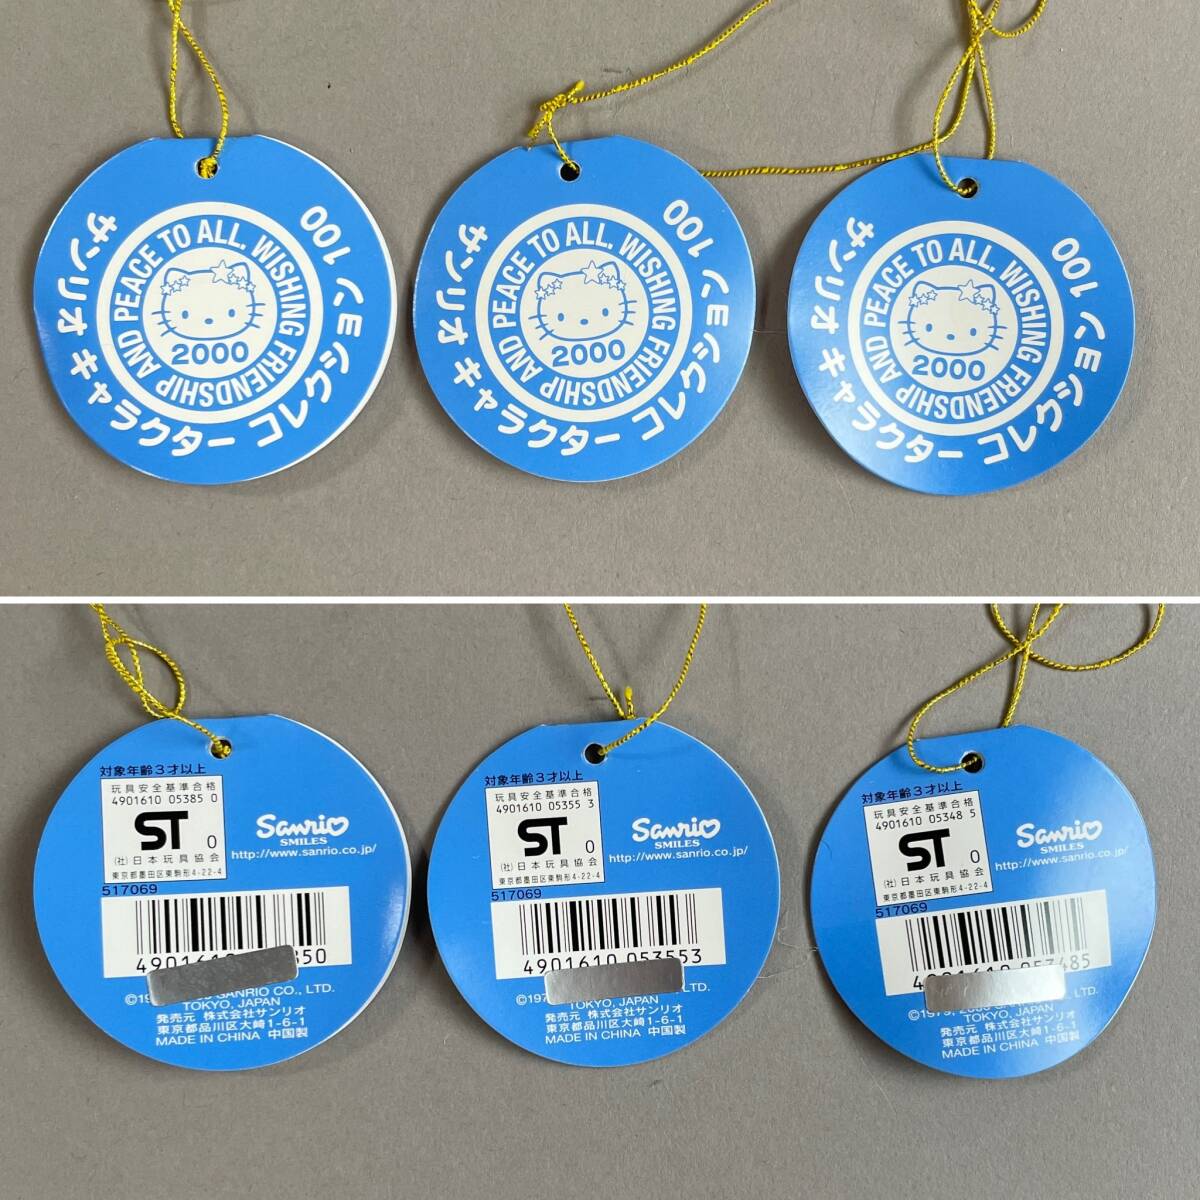 サンリオ キャラクター コレクション 100
FRIENDSHIP AND PEACE TO ALL. WISHING
2000
サンリオ キャラクター コレクション 100
FRIENDSHIP AND PEACE TO ALL. WISHING
2000
サンリオ キャラクター コレクション 100
FRIENDSHIP AND PEACE TO ALL. WISHING
2000
対象年齢3才以上
玩具安全基準合格
4901610 05385 0
ST 0
(社)日本玩具協会
東京都墨田区東駒形4-22-4
517069
Sanrio
SMILES
http://www.sanrio.co.jp/
4901610 350
SANRIO CO., LTD.
TOKYO, JAPAN
発売元 株式会社サンリオ
東京都品川区大崎1-6-1
MADE IN CHINA 中国製
対象年齢3才以上
玩具安全基準合格
4901610 05355 3
ST 0
(社)日本玩具協会
東京都墨田区東駒形4-22-4
517069
Sanrio
SMILES
http://www.sanrio.co.jp/
4901610 053553
LTD.
TOKYO, JAPAN
発売元 株式会社サンリオ
東京都品川区大崎1-6-1
MADE IN CHINA 中国製
対象年齢3才以上
玩具安全基準合格
4901610 05348 5
ST 0
(社)日本玩具協会
東京都墨田区東駒形4-22-4
517069
Sanrio
SMILES
http://www.sanrio.co.jp/
4901610 053485
LTD.
TOKYO, JAPAN
発売元 株式会社サンリオ
東京都品川区大崎1-6-1
MADE IN CHINA 中国製